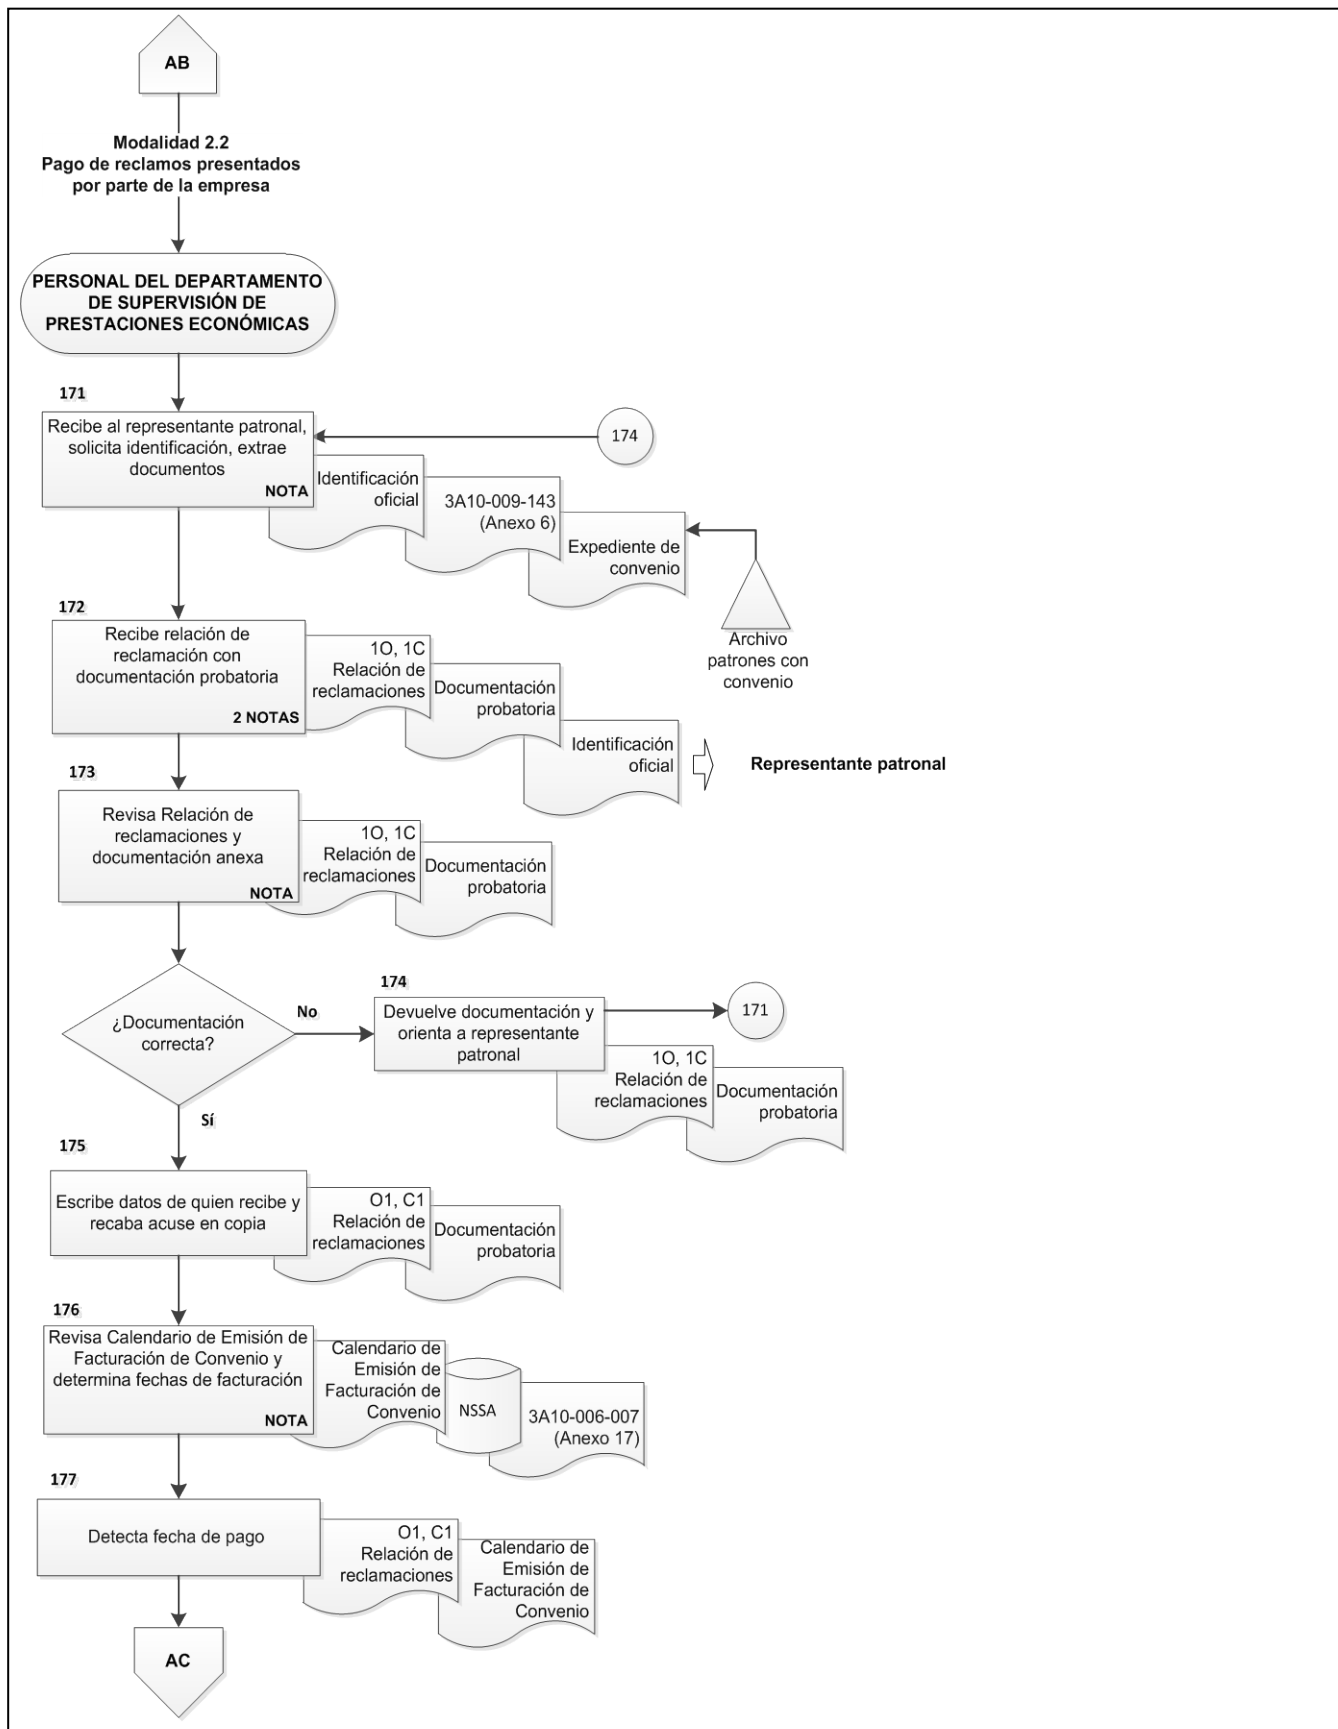 AB
Modalidad 2.2
Pago de reclamos presentados
por parte de la empresa
PERSONAL DEL DEPARTAMENTO
DE SUPERVISIÓN DE
PRESTACIONES ECONÓMICAS
171
Recibe al representante patronal,
solicita identificación, extrae
documentos
NOTA
174
Identificación
oficial
3A10-009-143
(Anexo 6)
Expediente de
convenio
Archivo
patrones con
convenio
172
Recibe relación de
reclamación con
documentación probatoria
2 NOTAS
1O, 1C
Relación de
reclamaciones
Documentación
probatoria
Identificación
oficial
Representante patronal
173
Revisa Relación de
reclamaciones y
documentación anexa
NOTA
1O, 1C
Relación de
reclamaciones
Documentación
probatoria
¿Documentación
correcta?
No
174
Devuelve documentación y
orienta a representante
patronal
171
1O, 1C
Relación de
reclamaciones
Documentación
probatoria
Sí
175
Escribe datos de quien recibe y
recaba acuse en copia
O1, C1
Relación de
reclamaciones
Documentación
probatoria
176
Revisa Calendario de Emisión de
Facturación de Convenio y
determina fechas de facturación
NOTA
Calendario de
Emisión de
Facturación de
Convenio
NSSA
3A10-006-007
(Anexo 17)
177
Detecta fecha de pago
O1, C1
Relación de
reclamaciones
Calendario de
Emisión de
Facturación de
Convenio
AC